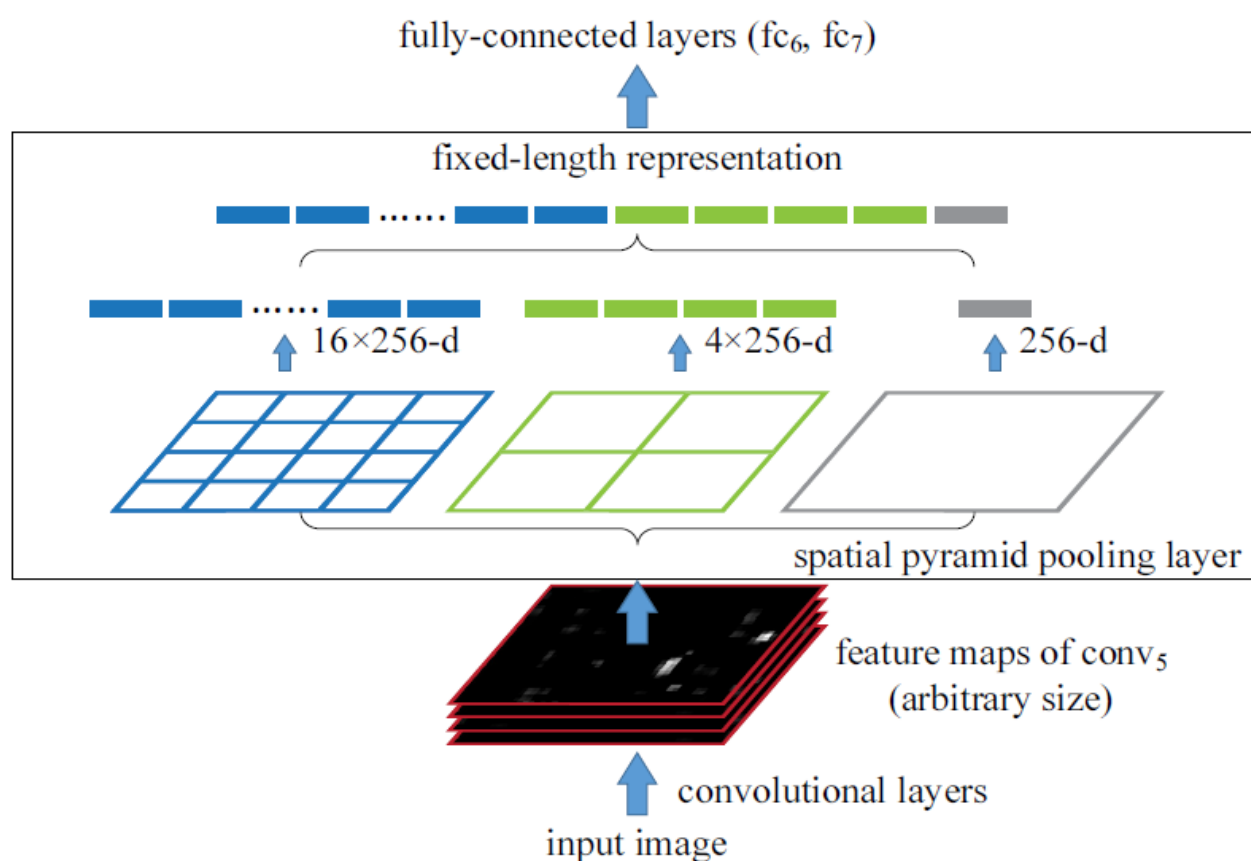 fully-connected layers (fc₆, fc₇)
fixed-length representation
......
......
16×256-d
4×256-d
256-d
spatial pyramid pooling layer
feature maps of conv₅
(arbitrary size)
convolutional layers
input image